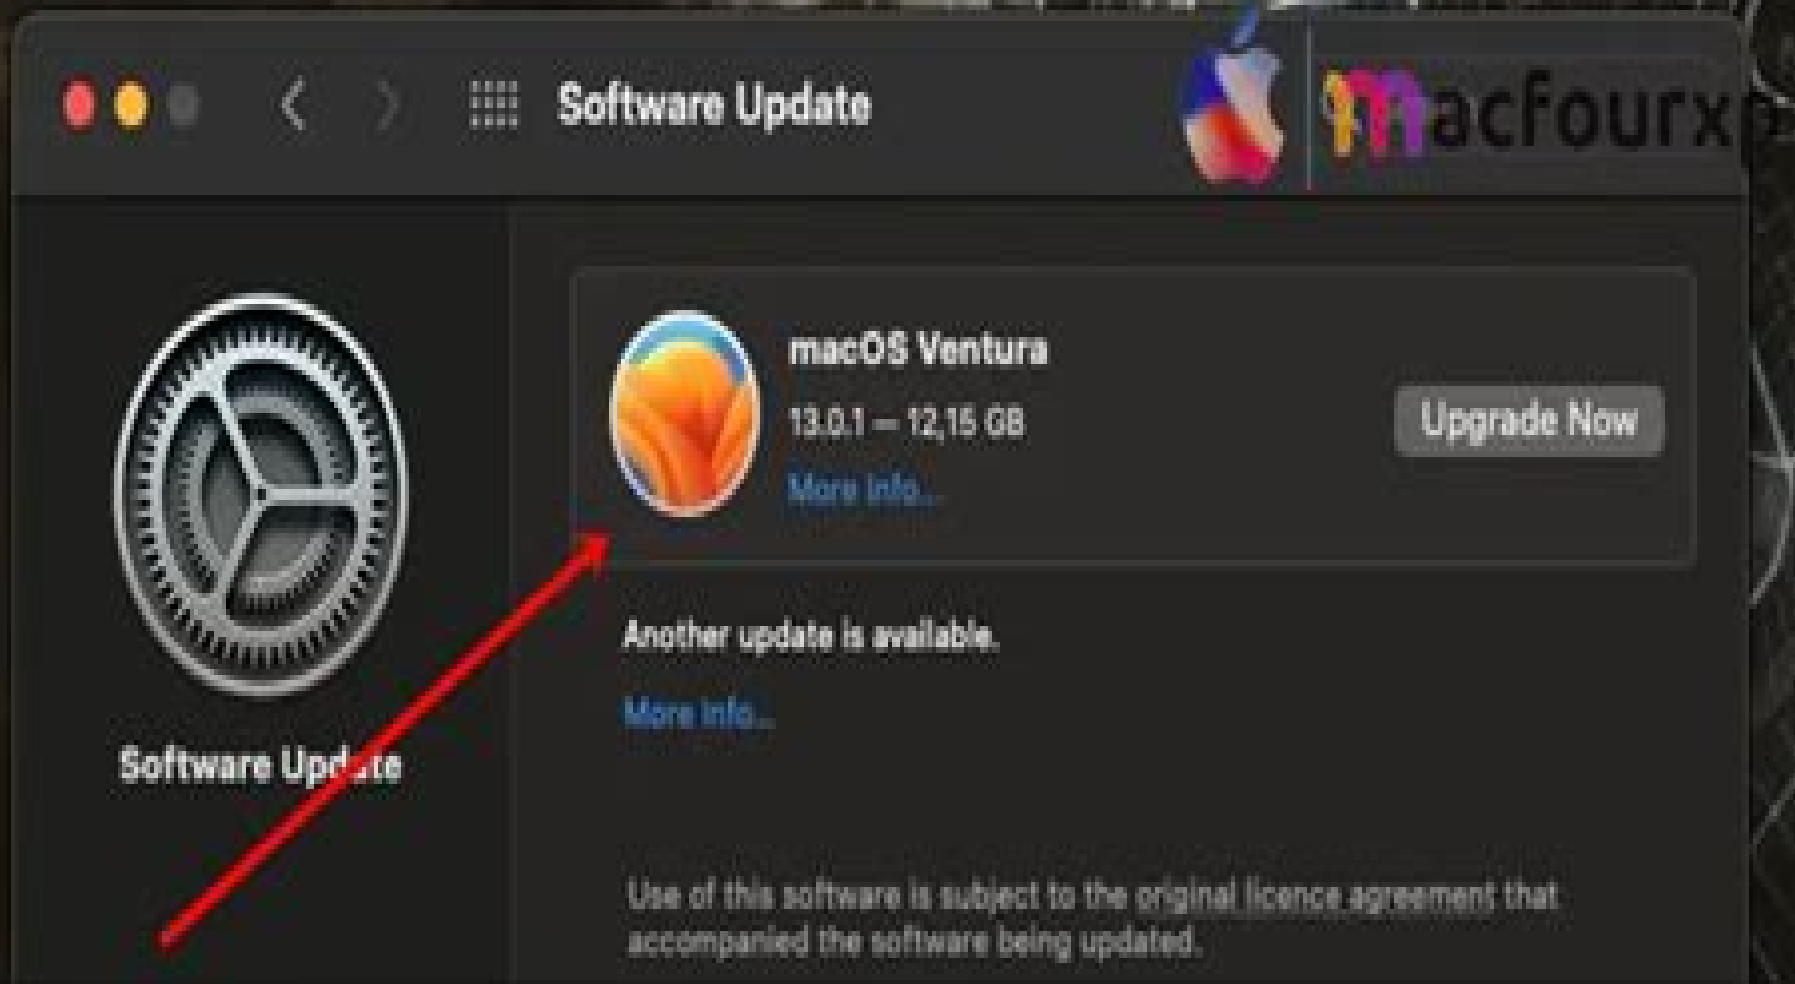 Software Update
macfourxp
macOS Ventura
13.0.1 — 12,15 GB
Upgrade Now
More info...
Another update is available.
More info...
Software Update
Use of this software is subject to the original licence agreement that
accompanied the software being updated.